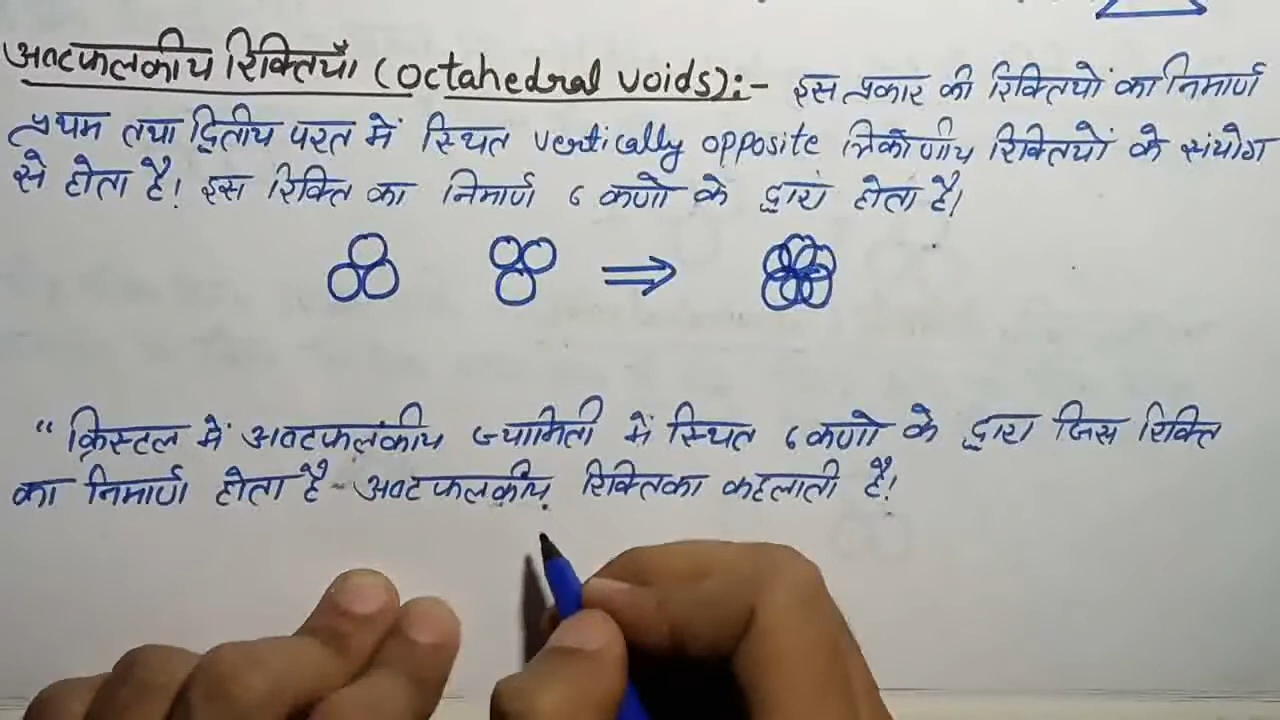 अष्टफलकीय रिक्तियाँ (Octahedral voids):- इस प्रकार की रिक्तियों का निर्माण
प्रथम तथा द्वितीय परत में स्थित vertically opposite त्रिकोणीय रिक्तियों के संयोग
से होता है। इस रिक्ति का निर्माण 6 कणो के द्वारा होता है।
"क्रिस्टल में अष्टफलकीय ज्यामिती में स्थित 6 कणो के द्वारा जिस रिक्ति
का निर्माण होता है - अष्टफलकीय रिक्तिका कहलाती है।